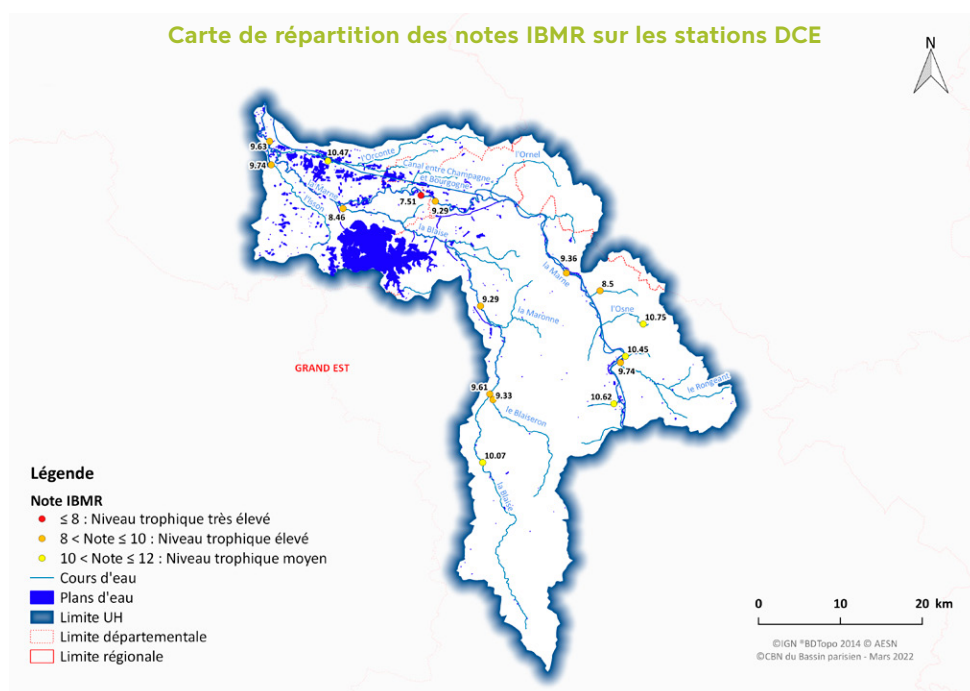 Carte de répartition des notes IBMR sur les stations DCE
N
9.63
10.47
l'Orconte
l'Ornel
9.74
Canal entre Champagne
et Bourgogne
la Marne
l'Isson
7.51
9.29
8.46
la Blaise
9.36
la Marne
8.5
9.29
l'Osne
la Maronne
10.75
10.45
GRAND EST
9.74
le Rongeant
9.61
9.33
10.62
le Blaiseron
10.07
la Blaise
Légende
Note IBMR
≤ 8 : Niveau trophique très élevé
8 < Note ≤ 10 : Niveau trophique élevé
10 < Note ≤ 12 : Niveau trophique moyen
Cours d'eau
Plans d'eau
Limite UH
Limite départementale
Limite régionale
0 10 20 km
©IGN ®BDTopo 2014 © AESN
©CBN du Bassin parisien - Mars 2022